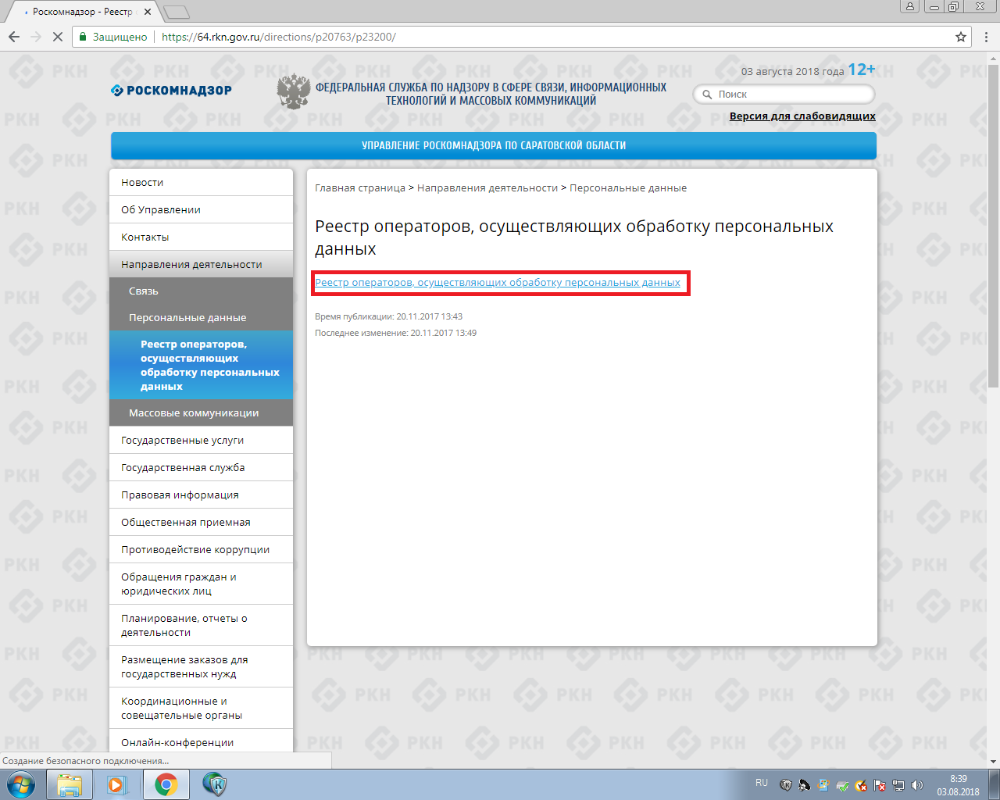 Роскомнадзор - Реестр
Защищено
https://64.rkn.gov.ru/directions/p20763/p23200/
03 августа 2018 года 12+
РОСКОМНАДЗОР
ФЕДЕРАЛЬНАЯ СЛУЖБА ПО НАДЗОРУ В СФЕРЕ СВЯЗИ, ИНФОРМАЦИОННЫХ
ТЕХНОЛОГИЙ И МАССОВЫХ КОММУНИКАЦИЙ
Поиск
Версия для слабовидящих
УПРАВЛЕНИЕ РОСКОМНАДЗОРА ПО САРАТОВСКОЙ ОБЛАСТИ
Новости
Об Управлении
Контакты
Направления деятельности
Связь
Персональные данные
Реестр операторов,
осуществляющих
обработку персональных
данных
Массовые коммуникации
Государственные услуги
Государственная служба
Правовая информация
Общественная приемная
Противодействие коррупции
Обращения граждан и
юридических лиц
Планирование, отчеты о
деятельности
Размещение заказов для
государственных нужд
Координационные и
совещательные органы
Онлайн-конференции
Главная страница > Направления деятельности > Персональные данные
Реестр операторов, осуществляющих обработку персональных
данных
Реестр операторов, осуществляющих обработку персональных данных
Время публикации: 20.11.2017 13:43
Последнее изменение: 20.11.2017 13:49
Создание безопасного подключения...
RU
8:39
03.08.2018